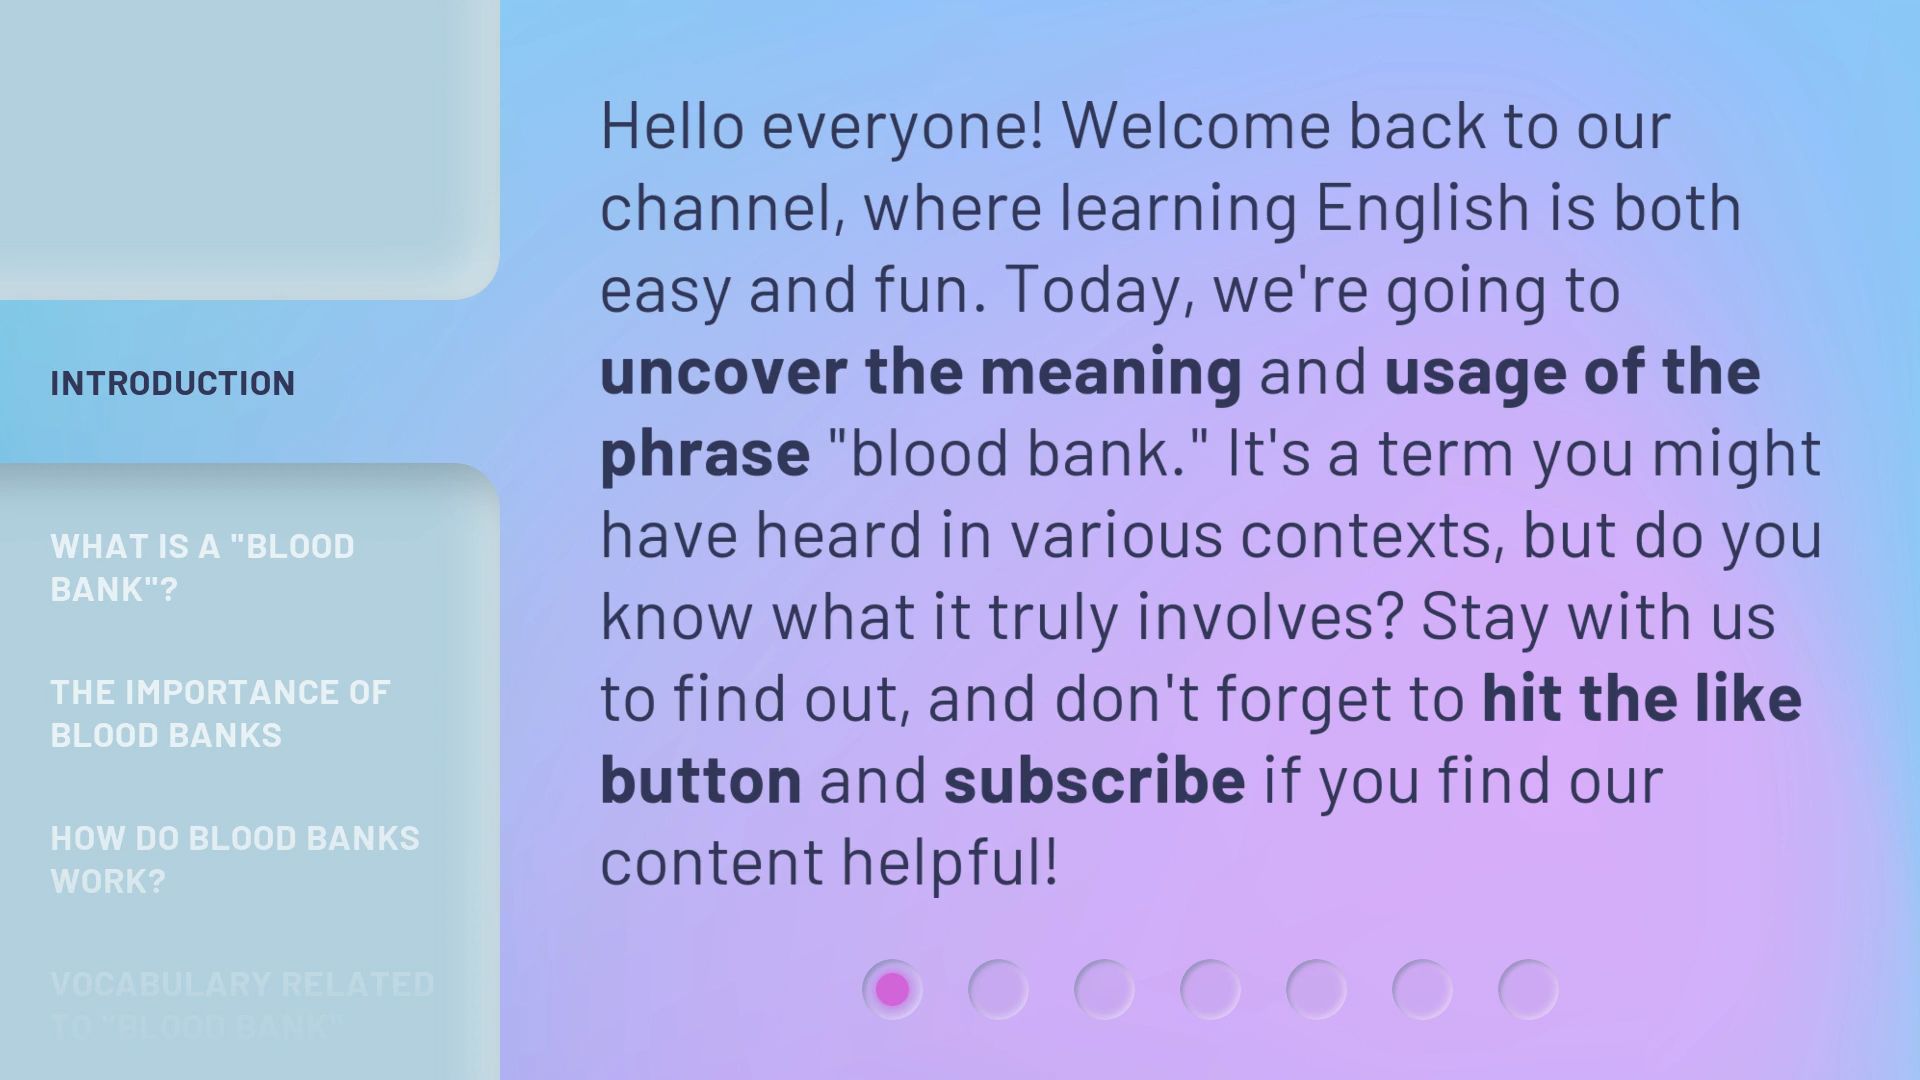 INTRODUCTION
WHAT IS A "BLOOD
BANK"?
THE IMPORTANCE OF
BLOOD BANKS
HOW DO BLOOD BANKS
WORK?
VOCABULARY RELATED
TO "BLOOD BANK"
Hello everyone! Welcome back to our
channel, where learning English is both
easy and fun. Today, we're going to
uncover the meaning and usage of the
phrase "blood bank." It's a term you might
have heard in various contexts, but do you
know what it truly involves? Stay with us
to find out, and don't forget to hit the like
button and subscribe if you find our
content helpful!